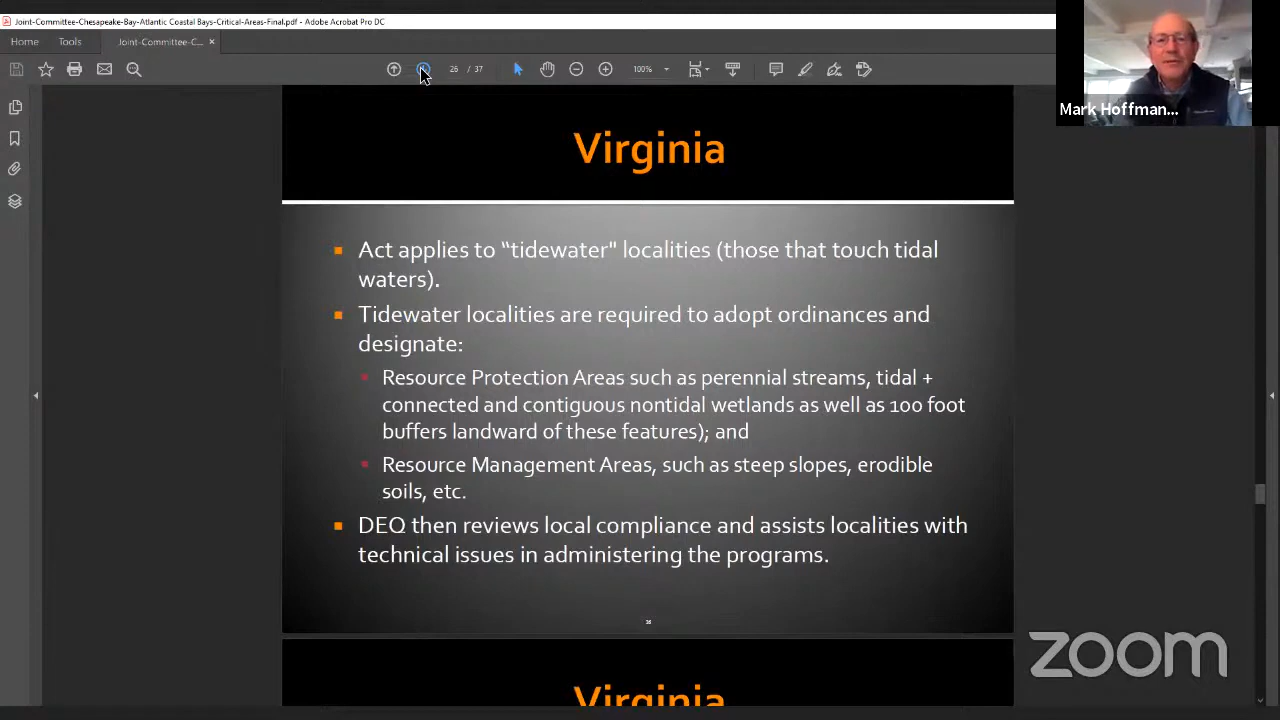 Joint-Committee-Chesapeake-Bay-Atlantic Coastal Bays-Critical-Areas-Final.pdf - Adobe Acrobat Pro DC
Home Tools Joint-Committee-C... ×
26 / 37 100%
Mark Hoffman...
Virginia
Act applies to “tidewater" localities (those that touch tidal
waters).
Tidewater localities are required to adopt ordinances and
designate:
Resource Protection Areas such as perennial streams, tidal +
connected and contiguous nontidal wetlands as well as 100 foot
buffers landward of these features); and
Resource Management Areas, such as steep slopes, erodible
soils, etc.
DEQ then reviews local compliance and assists localities with
technical issues in administering the programs.
zoom
Virginia